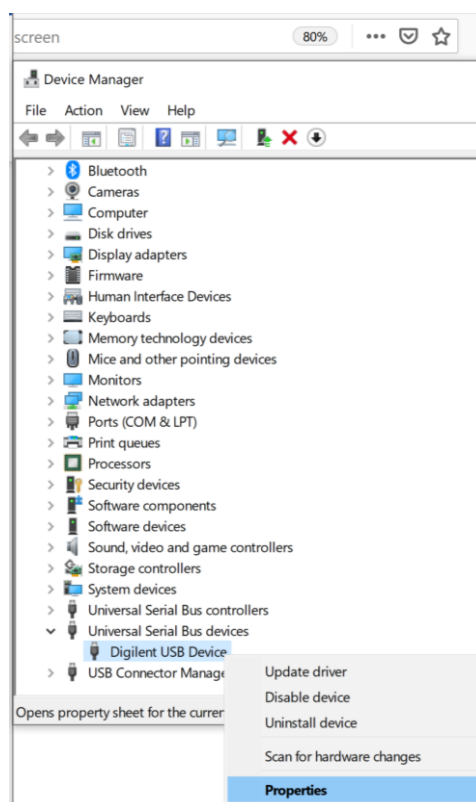 screen
80%
Device Manager
File Action View Help
Bluetooth
Cameras
Computer
Disk drives
Display adapters
Firmware
Human Interface Devices
Keyboards
Memory technology devices
Mice and other pointing devices
Monitors
Network adapters
Ports (COM & LPT)
Print queues
Processors
Security devices
Software components
Software devices
Sound, video and game controllers
Storage controllers
System devices
Universal Serial Bus controllers
Universal Serial Bus devices
Digilent USB Device
USB Connector Manage
Opens property sheet for the curren
Update driver
Disable device
Uninstall device
Scan for hardware changes
Properties